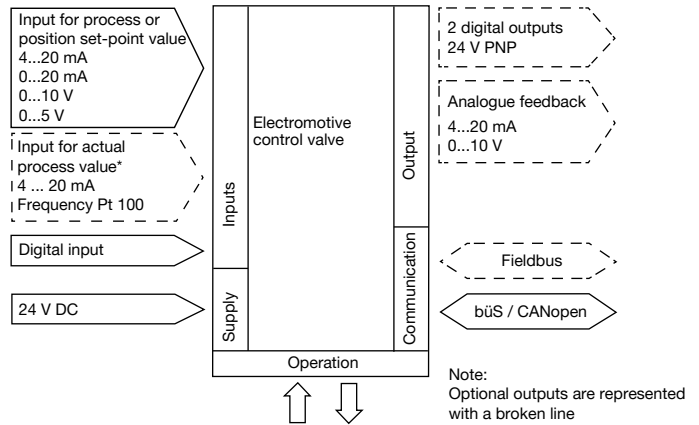 Input for process or
position set-point value
4...20 mA
0...20 mA
0...10 V
0...5 V
Input for actual
process value*
4 ... 20 mA
Frequency Pt 100
Digital input
24 V DC
Inputs
Supply
Electromotive
control valve
Output
Communication
Operation
2 digital outputs
24 V PNP
Analogue feedback
4...20 mA
0...10 V
Fieldbus
büS / CANopen
Note:
Optional outputs are represented
with a broken line